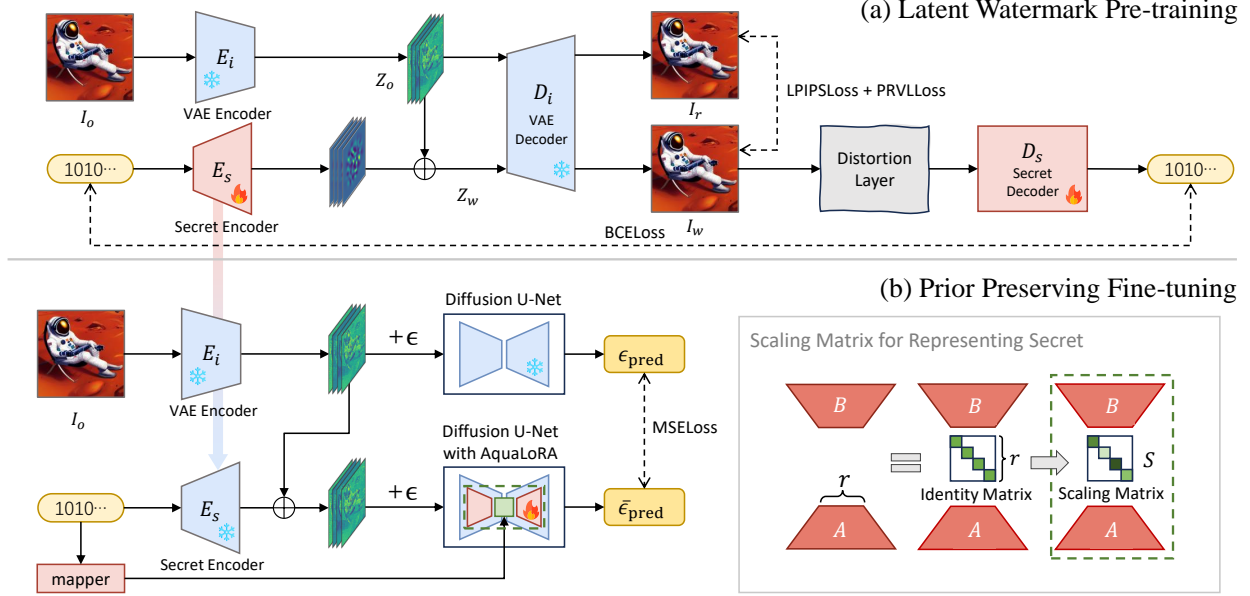 (a) Latent Watermark Pre-training
E_i
VAE Encoder
I_o
Z_o
D_i
VAE
Decoder
I_r
LPIPSLoss + PRVLLoss
1010···
E_s
Secret Encoder
Z_w
I_w
Distortion
Layer
D_s
Secret
Decoder
1010···
BCELoss
(b) Prior Preserving Fine-tuning
I_o
E_i
VAE Encoder
+ϵ
Diffusion U-Net
ϵ_pred
MSELoss
1010···
E_s
Secret Encoder
+ϵ
Diffusion U-Net
with AquaLoRA
ϵ̄_pred
mapper
Scaling Matrix for Representing Secret
B
B
B
r
S
Identity Matrix
Scaling Matrix
r
A
A
A